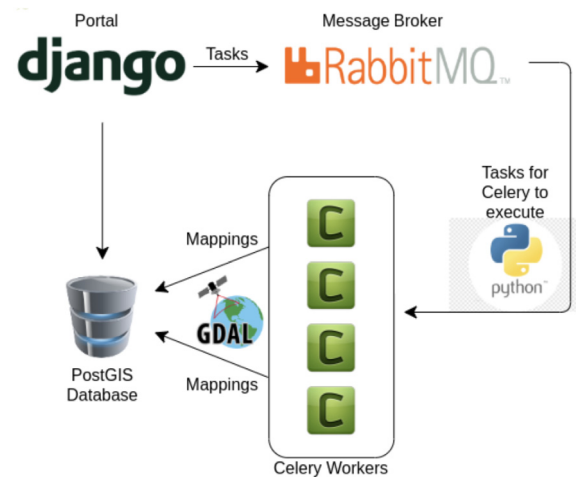 Portal
Message Broker
django
Tasks
RabbitMQ
TM
Tasks for
Celery to
execute
python
C
Mappings
C
GDAL
C
PostGIS
Database
Mappings
C
Celery Workers